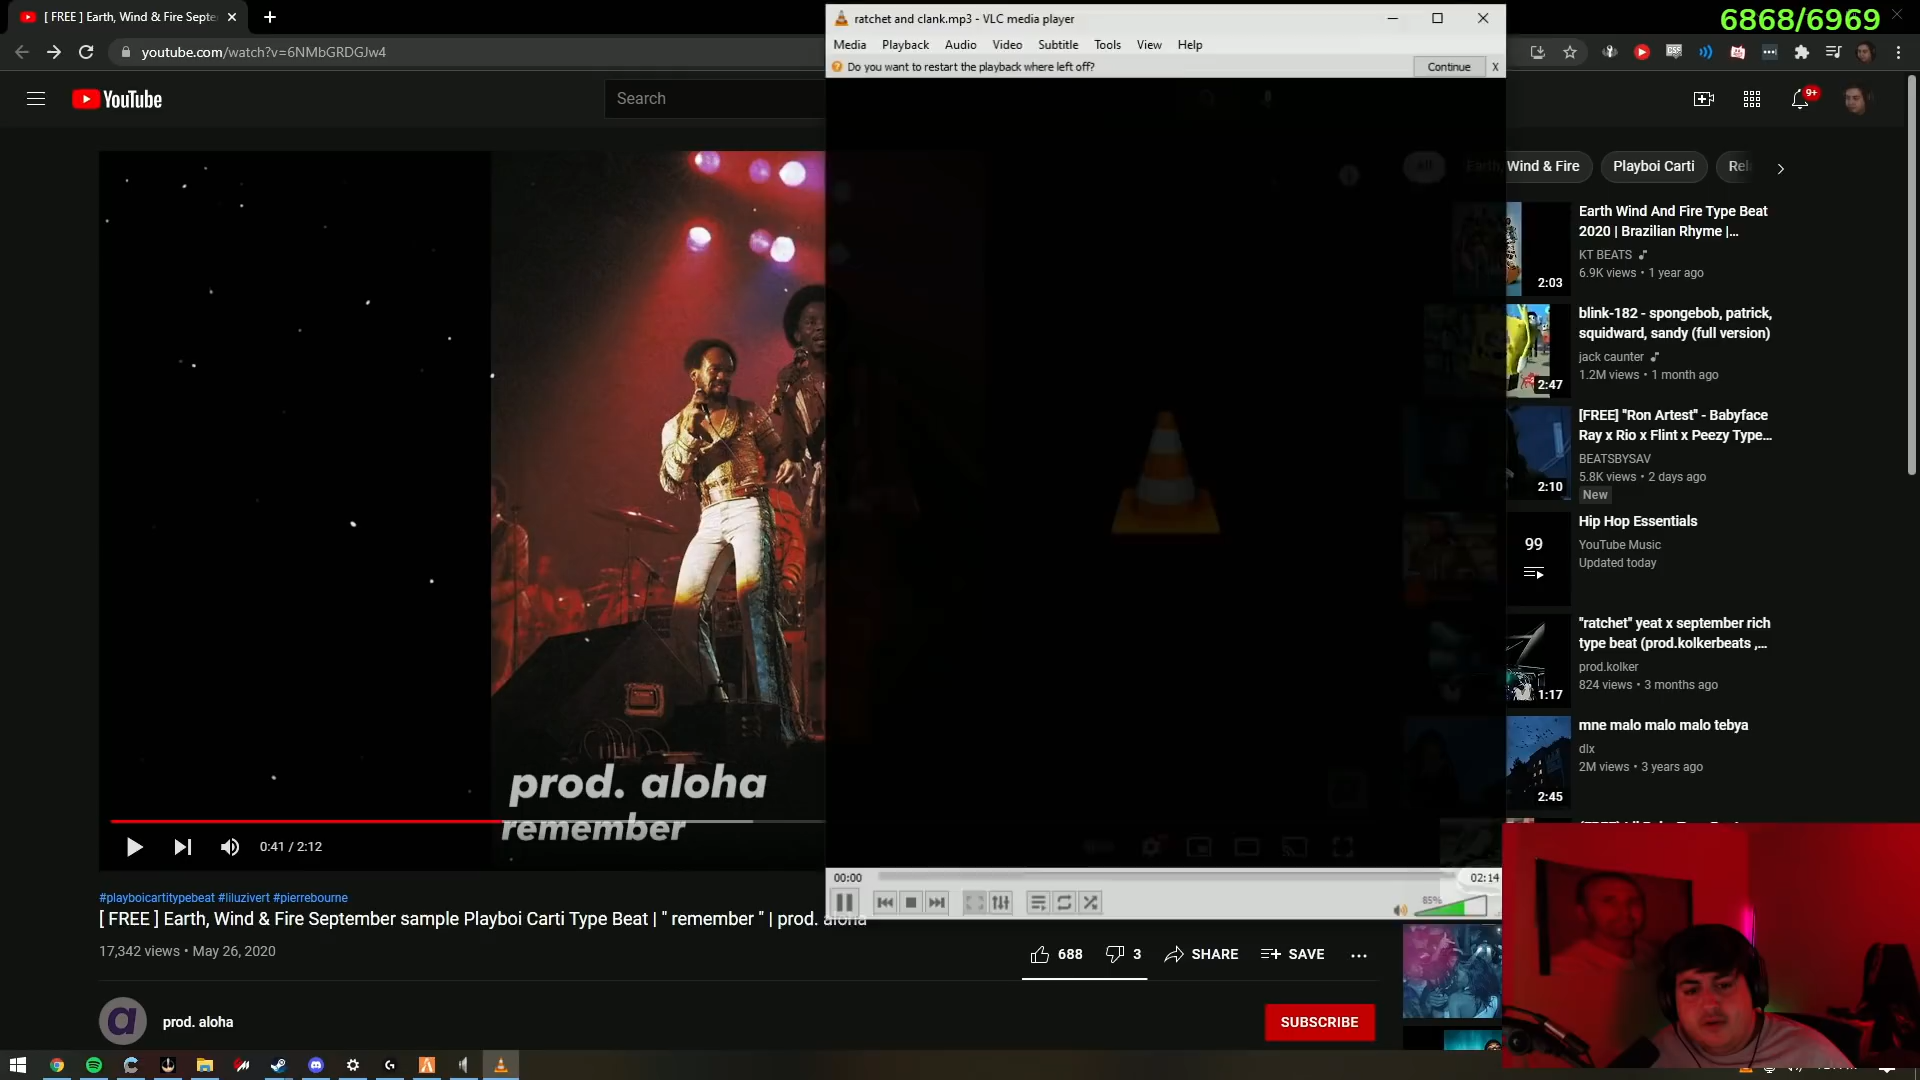 [ FREE ] Earth, Wind & Fire Septe
ratchet and clank.mp3 - VLC media player
6868/6969
youtube.com/watch?v=6NMbGRDGJw4
Media Playback Audio Video Subtitle Tools View Help
Do you want to restart the playback where left off?
Continue
X
YouTube
Search
9+
All
Earth, Wind & Fire
Playboi Carti
Rel
Earth Wind And Fire Type Beat
2020 | Brazilian Rhyme |...
KT BEATS
6.9K views • 1 year ago
2:03
blink-182 - spongebob, patrick,
squidward, sandy (full version)
jack caunter
1.2M views • 1 month ago
2:47
[FREE] "Ron Artest" - Babyface
Ray x Rio x Flint x Peezy Type...
BEATSBYSAV
5.8K views • 2 days ago
2:10
New
Hip Hop Essentials
99
YouTube Music
Updated today
"ratchet" yeat x september rich
type beat (prod.kolkerbeats ,...
prod.kolker
824 views • 3 months ago
1:17
mne malo malo malo tebya
dlx
2M views • 3 years ago
2:45
prod. aloha
remember
0:41 / 2:12
00:00
02:14
85%
#playboicartitypebeat #liluzivert #pierrebourne
[ FREE ] Earth, Wind & Fire September sample Playboi Carti Type Beat | " remember " | prod. aloha
17,342 views • May 26, 2020
688
3
SHARE
SAVE
a
prod. aloha
SUBSCRIBE